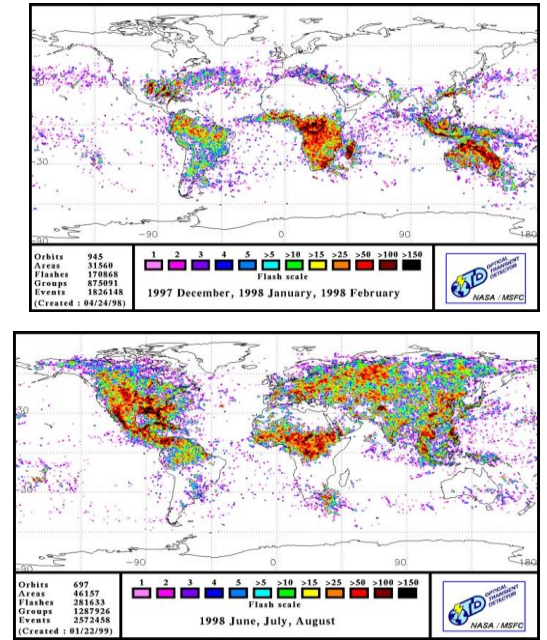 -30
-90
-90
0
90
180
Orbits 945
Areas 31560
Flashes 170868
Groups 875091
Events 1826148
(Created : 04/24/98)
1 2 3 4 5 >5 >10 >15 >25 >50 >100 >150
Flash scale
1997 December, 1998 January, 1998 February
OPTICAL
TRANSIENT
DETECTOR
NASA / MSFC
-30
-90
-90
0
90
180
Orbits 697
Areas 46157
Flashes 281633
Groups 1287926
Events 2572458
(Created : 01/22/99)
1 2 3 4 5 >5 >10 >15 >25 >50 >100 >150
Flash scale
1998 June, July, August
OPTICAL
TRANSIENT
DETECTOR
NASA / MSFC